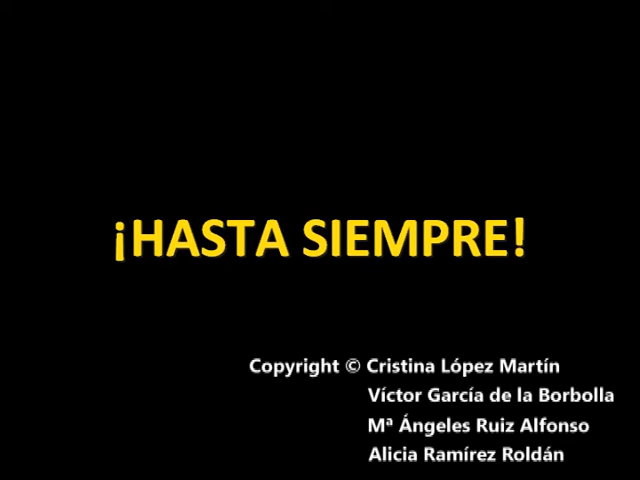 ¡HASTA SIEMPRE!
Copyright © Cristina López Martín
Víctor García de la Borbolla
Mª Ángeles Ruiz Alfonso
Alicia Ramírez Roldán